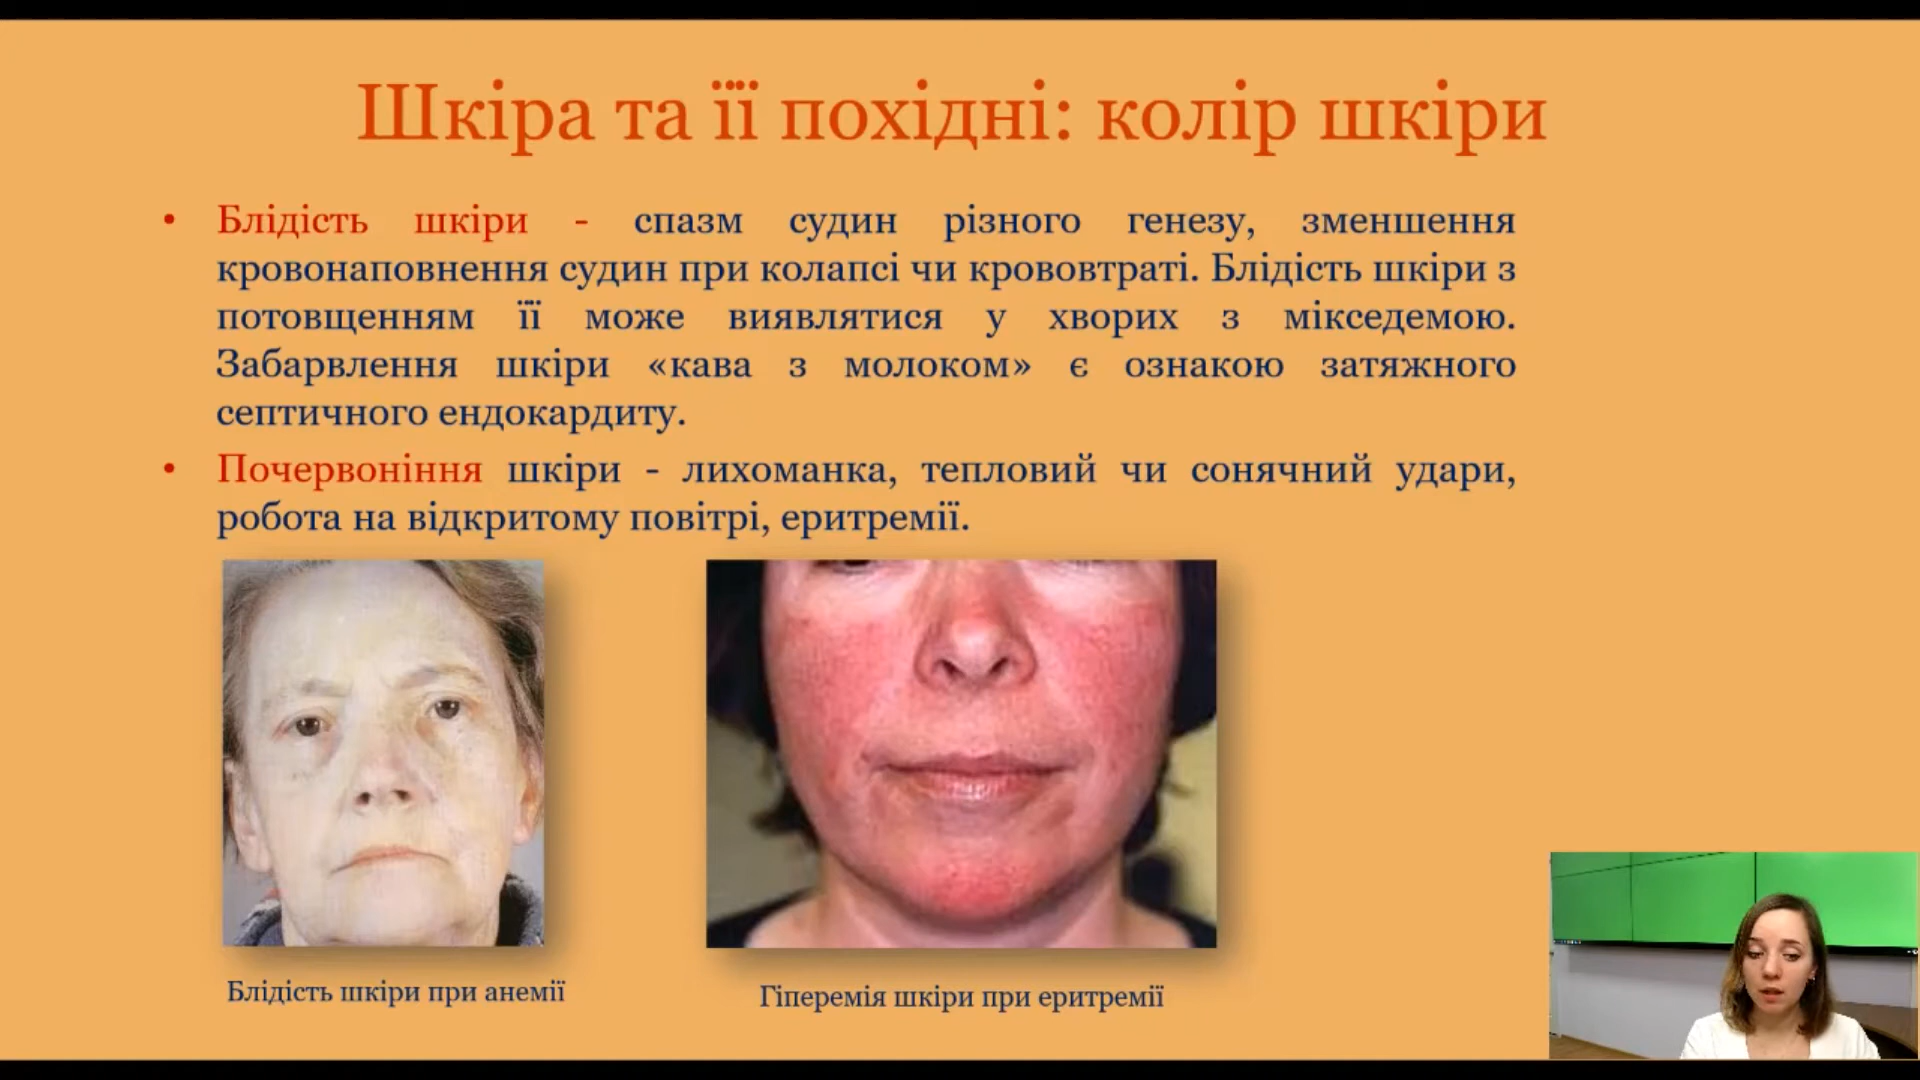 Шкіра та її похідні: колір шкіри
• Блідість шкіри - спазм судин різного генезу, зменшення
кровонаповнення судин при колапсі чи крововтраті. Блідість шкіри з
потовщенням її може виявлятися у хворих з мікседемою.
Забарвлення шкіри «кава з молоком» є ознакою затяжного
септичного ендокардиту.
• Почервоніння шкіри - лихоманка, тепловий чи сонячний удари,
робота на відкритому повітрі, еритремії.
Блідість шкіри при анемії
Гіперемія шкіри при еритремії